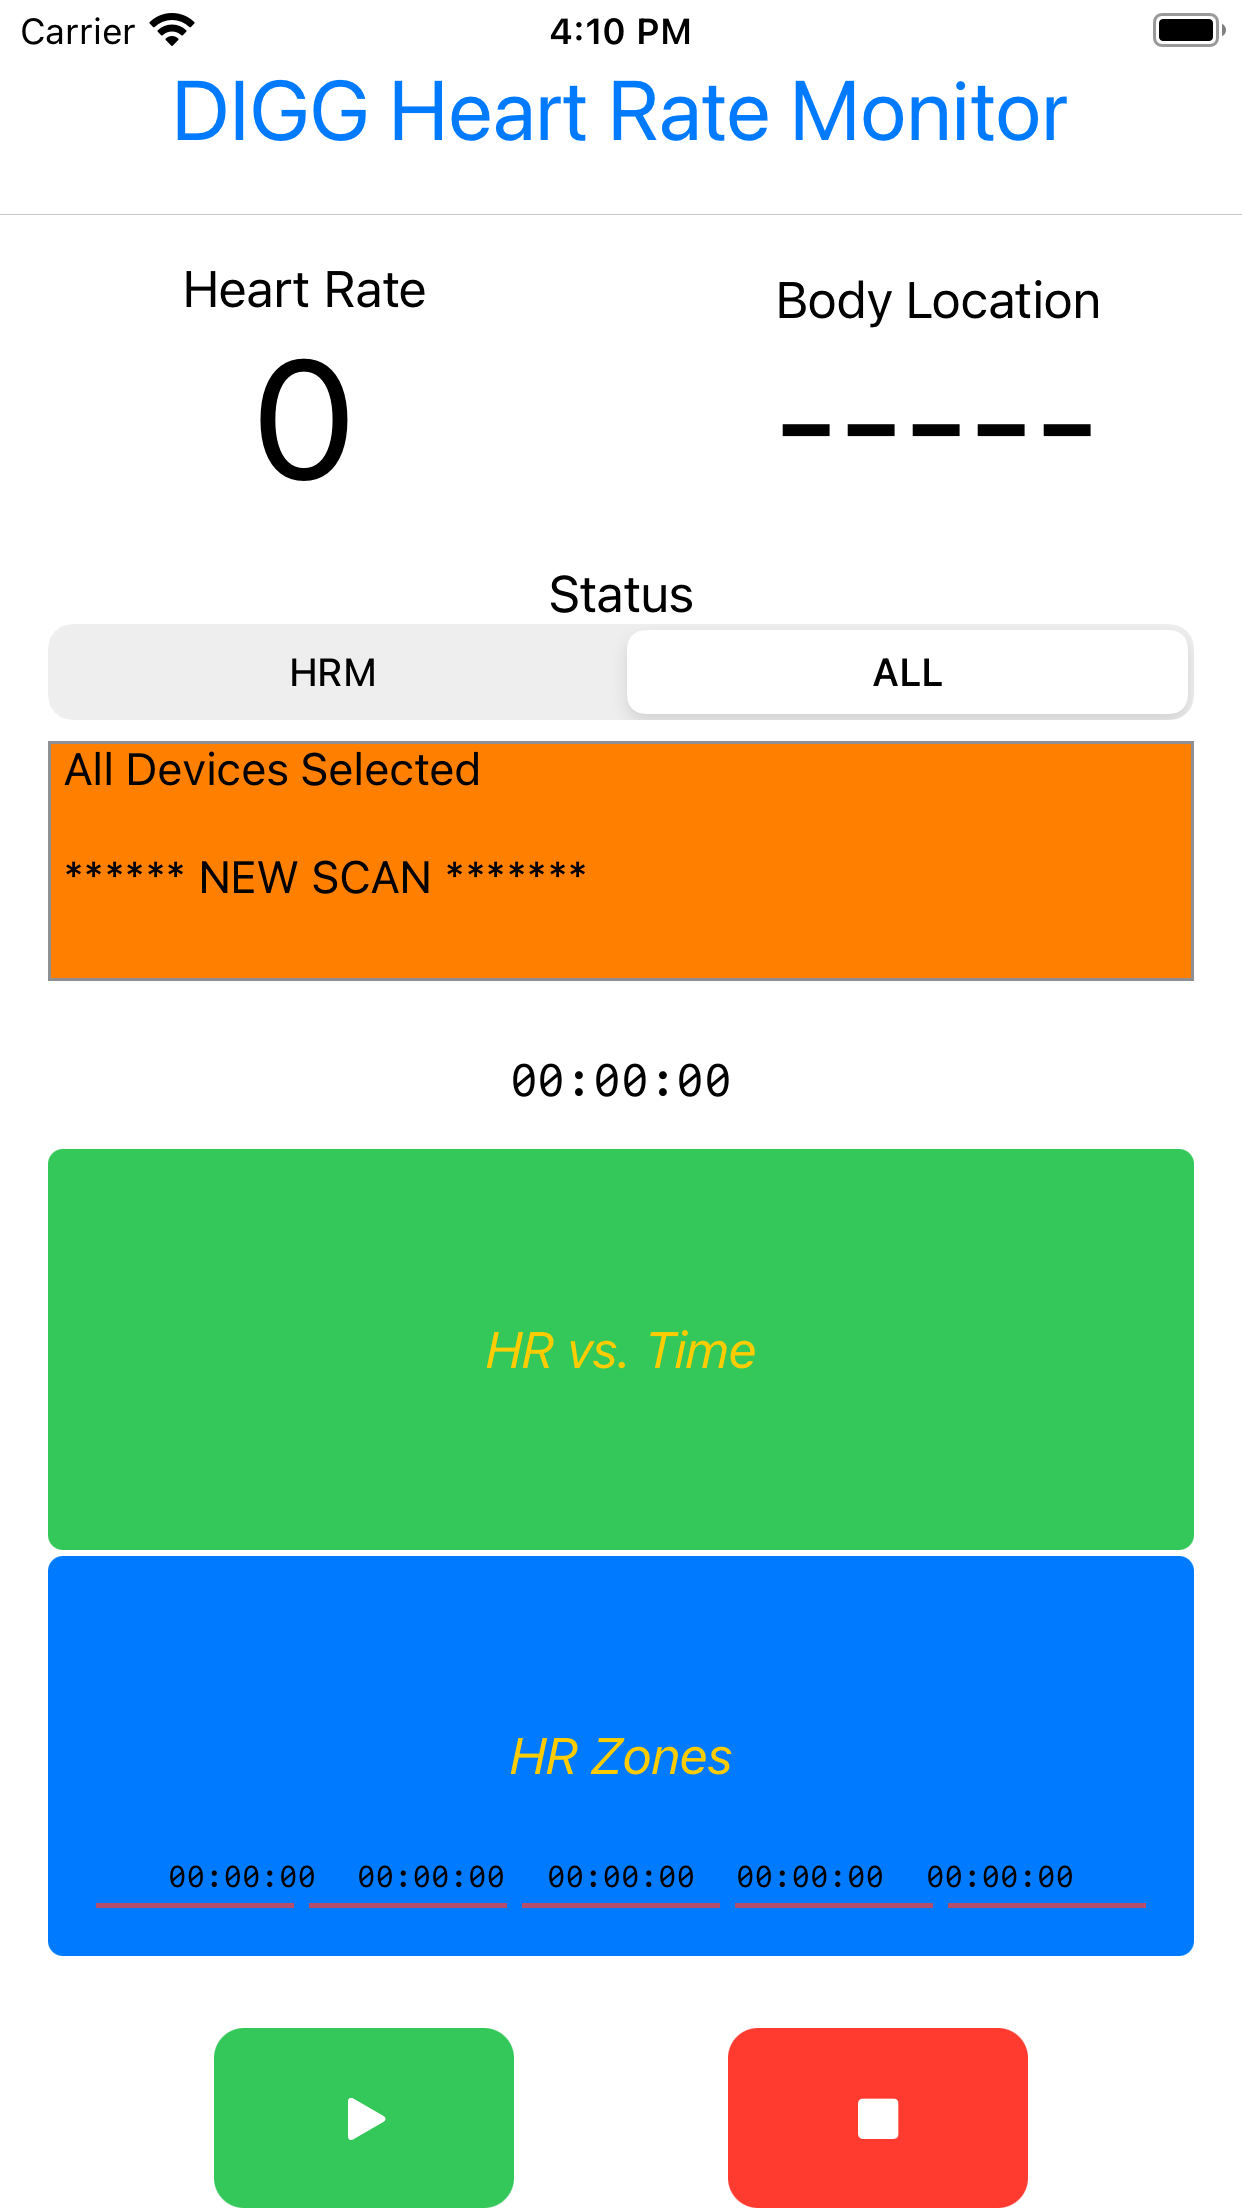 Carrier 4:10 PM
DIGG Heart Rate Monitor
Heart Rate
Body Location
0
-----
Status
HRM ALL
All Devices Selected
****** NEW SCAN *******
00:00:00
HR vs. Time
HR Zones
00:00:00 00:00:00 00:00:00 00:00:00 00:00:00